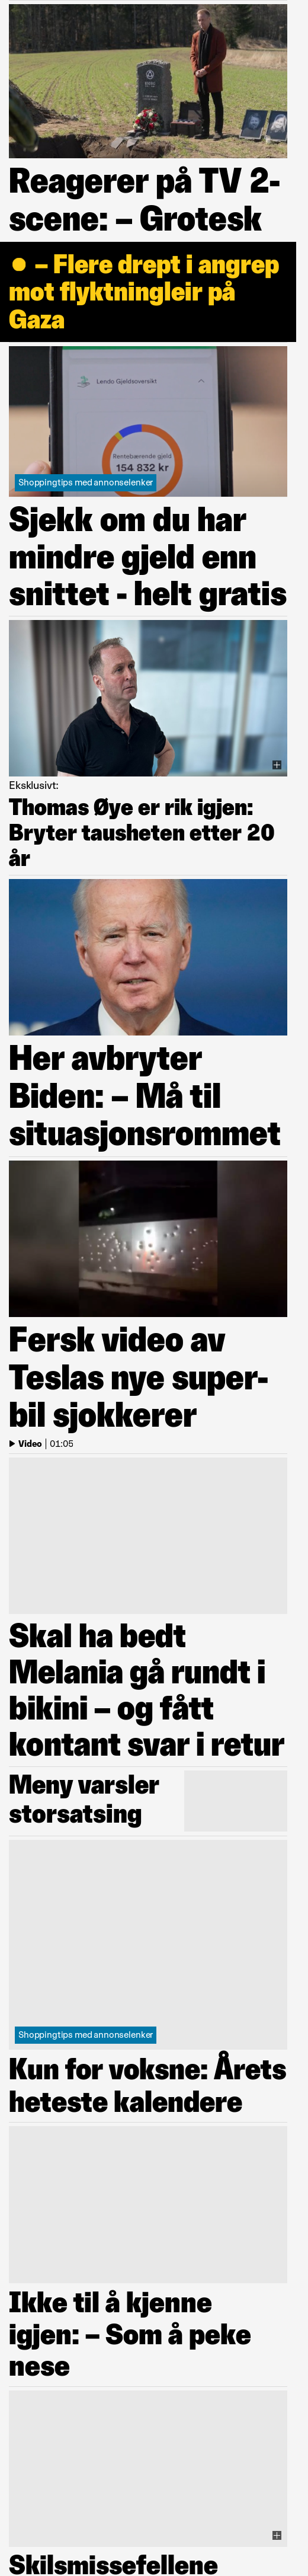 Reagerer på TV 2-
scene: – Grotesk
– Flere drept i angrep
mot flyktningleir på
Gaza
Lendo Gjeldsoversikt
Rentebærende gjeld
154 832 kr
Shoppingtips med annonselenker
Sjekk om du har
mindre gjeld enn
snittet - helt gratis
Eksklusivt:
Thomas Øye er rik igjen:
Bryter tausheten etter 20
år
Her avbryter
Biden: – Må til
situasjonsrommet
Fersk video av
Teslas nye super-
bil sjokkerer
Video | 01:05
Skal ha bedt
Melania gå rundt i
bikini – og fått
kontant svar i retur
Meny varsler
storsatsing
Shoppingtips med annonselenker
Kun for voksne: Årets
heteste kalendere
Ikke til å kjenne
igjen: – Som å peke
nese
Skilsmissefellene